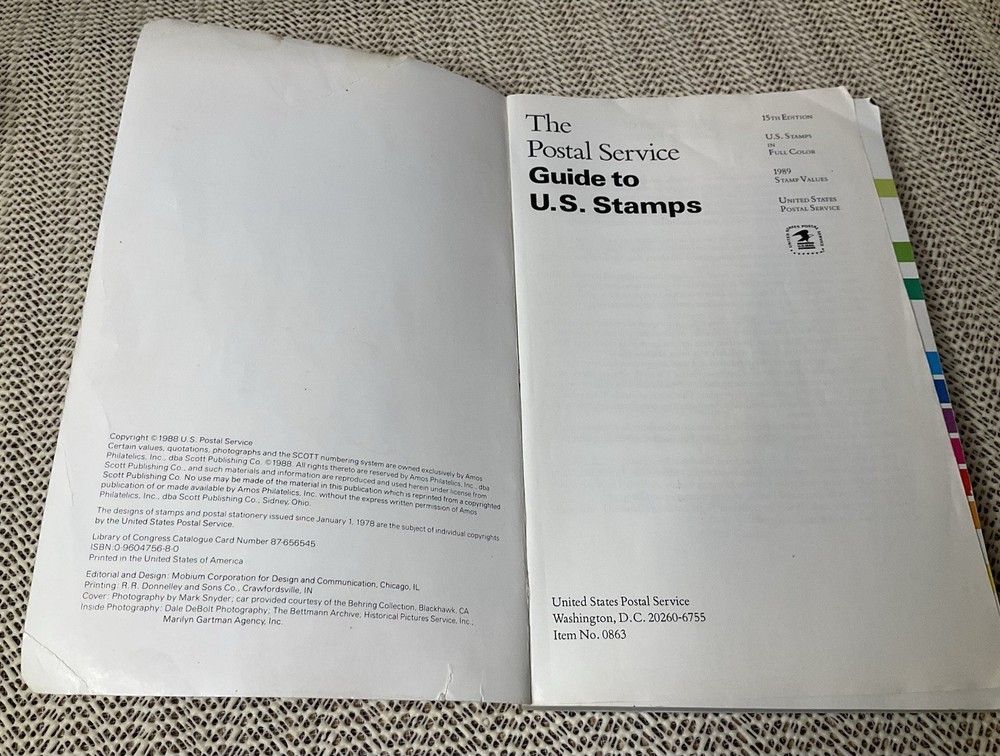 Copyright ©1988 U.S. Postal Service
Certain values, quotations, photographs and the SCOTT numbering system are owned exclusively by Amos
Philatelics, Inc., dba Scott Publishing Co. ©1988. All rights thereto are reserved by Amos Philatelics, Inc., dba
Scott Publishing Co., and such materials and information are reproduced and used herein under license from
Scott Publishing Co. No use may be made of the material in this publication which is reprinted from a copyrighted
publication of or made available by Amos Philatelics, Inc. without the express written permission of Amos
Philatelics, Inc., dba Scott Publishing Co., Sidney, Ohio.
The designs of stamps and postal stationery issued since January 1, 1978 are the subject of individual copyrights
by the United States Postal Service.
Library of Congress Catalogue Card Number 87-656545
ISBN:0-9604756-8-0
Printed in the United States of America
Editorial and Design: Mobium Corporation for Design and Communication, Chicago, IL
Printing: R.R. Donnelley and Sons Co., Crawfordsville, IN
Cover: Photography by Mark Snyder; car provided courtesy of the Behring Collection, Blackhawk, CA
Inside Photography: Dale DeBolt Photography; The Bettmann Archive; Historical Pictures Service, Inc.;
Marilyn Gartman Agency, Inc.
The
Postal Service
Guide to
U.S. Stamps
15TH EDITION
U.S. STAMPS
IN
FULL COLOR
1989
STAMP VALUES
UNITED STATES
POSTAL SERVICE
UNITED STATES POSTAL SERVICE
United States Postal Service
Washington, D.C. 20260-6755
Item No. 0863